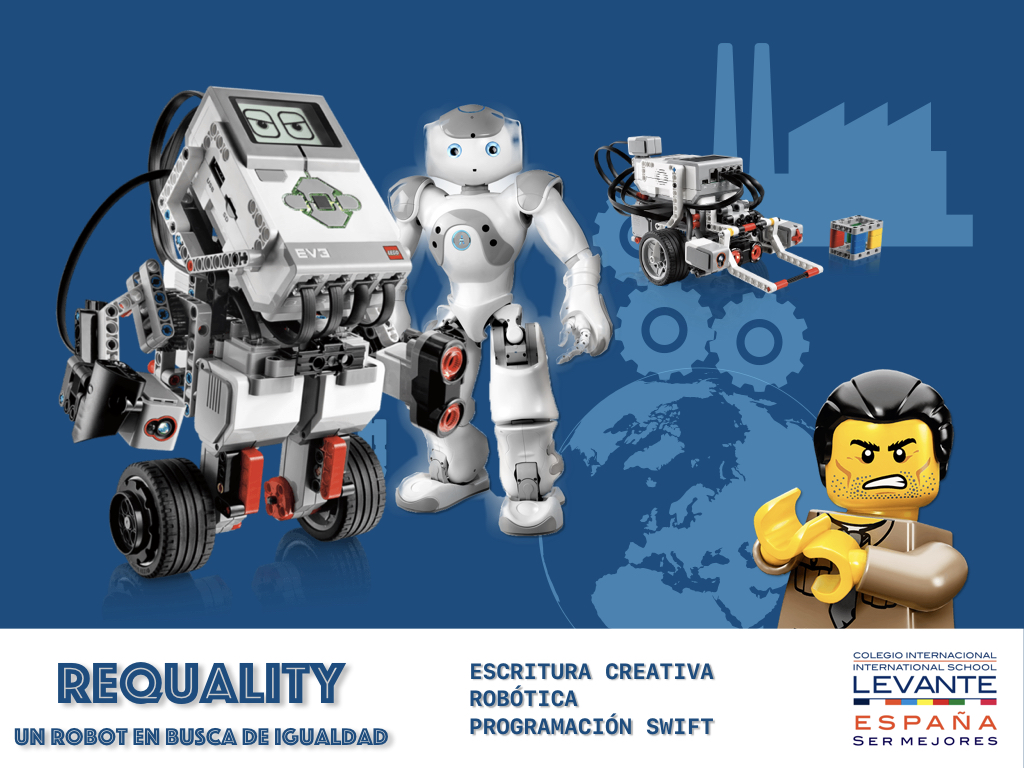 EV3
LEGO
REQUALITY
UN ROBOT EN BUSCA DE IGUALDAD
ESCRITURA CREATIVA
ROBÓTICA
PROGRAMACIÓN SWIFT
COLEGIO INTERNACIONAL
INTERNATIONAL SCHOOL
LEVANTE
ESPAÑA
SER MEJORES